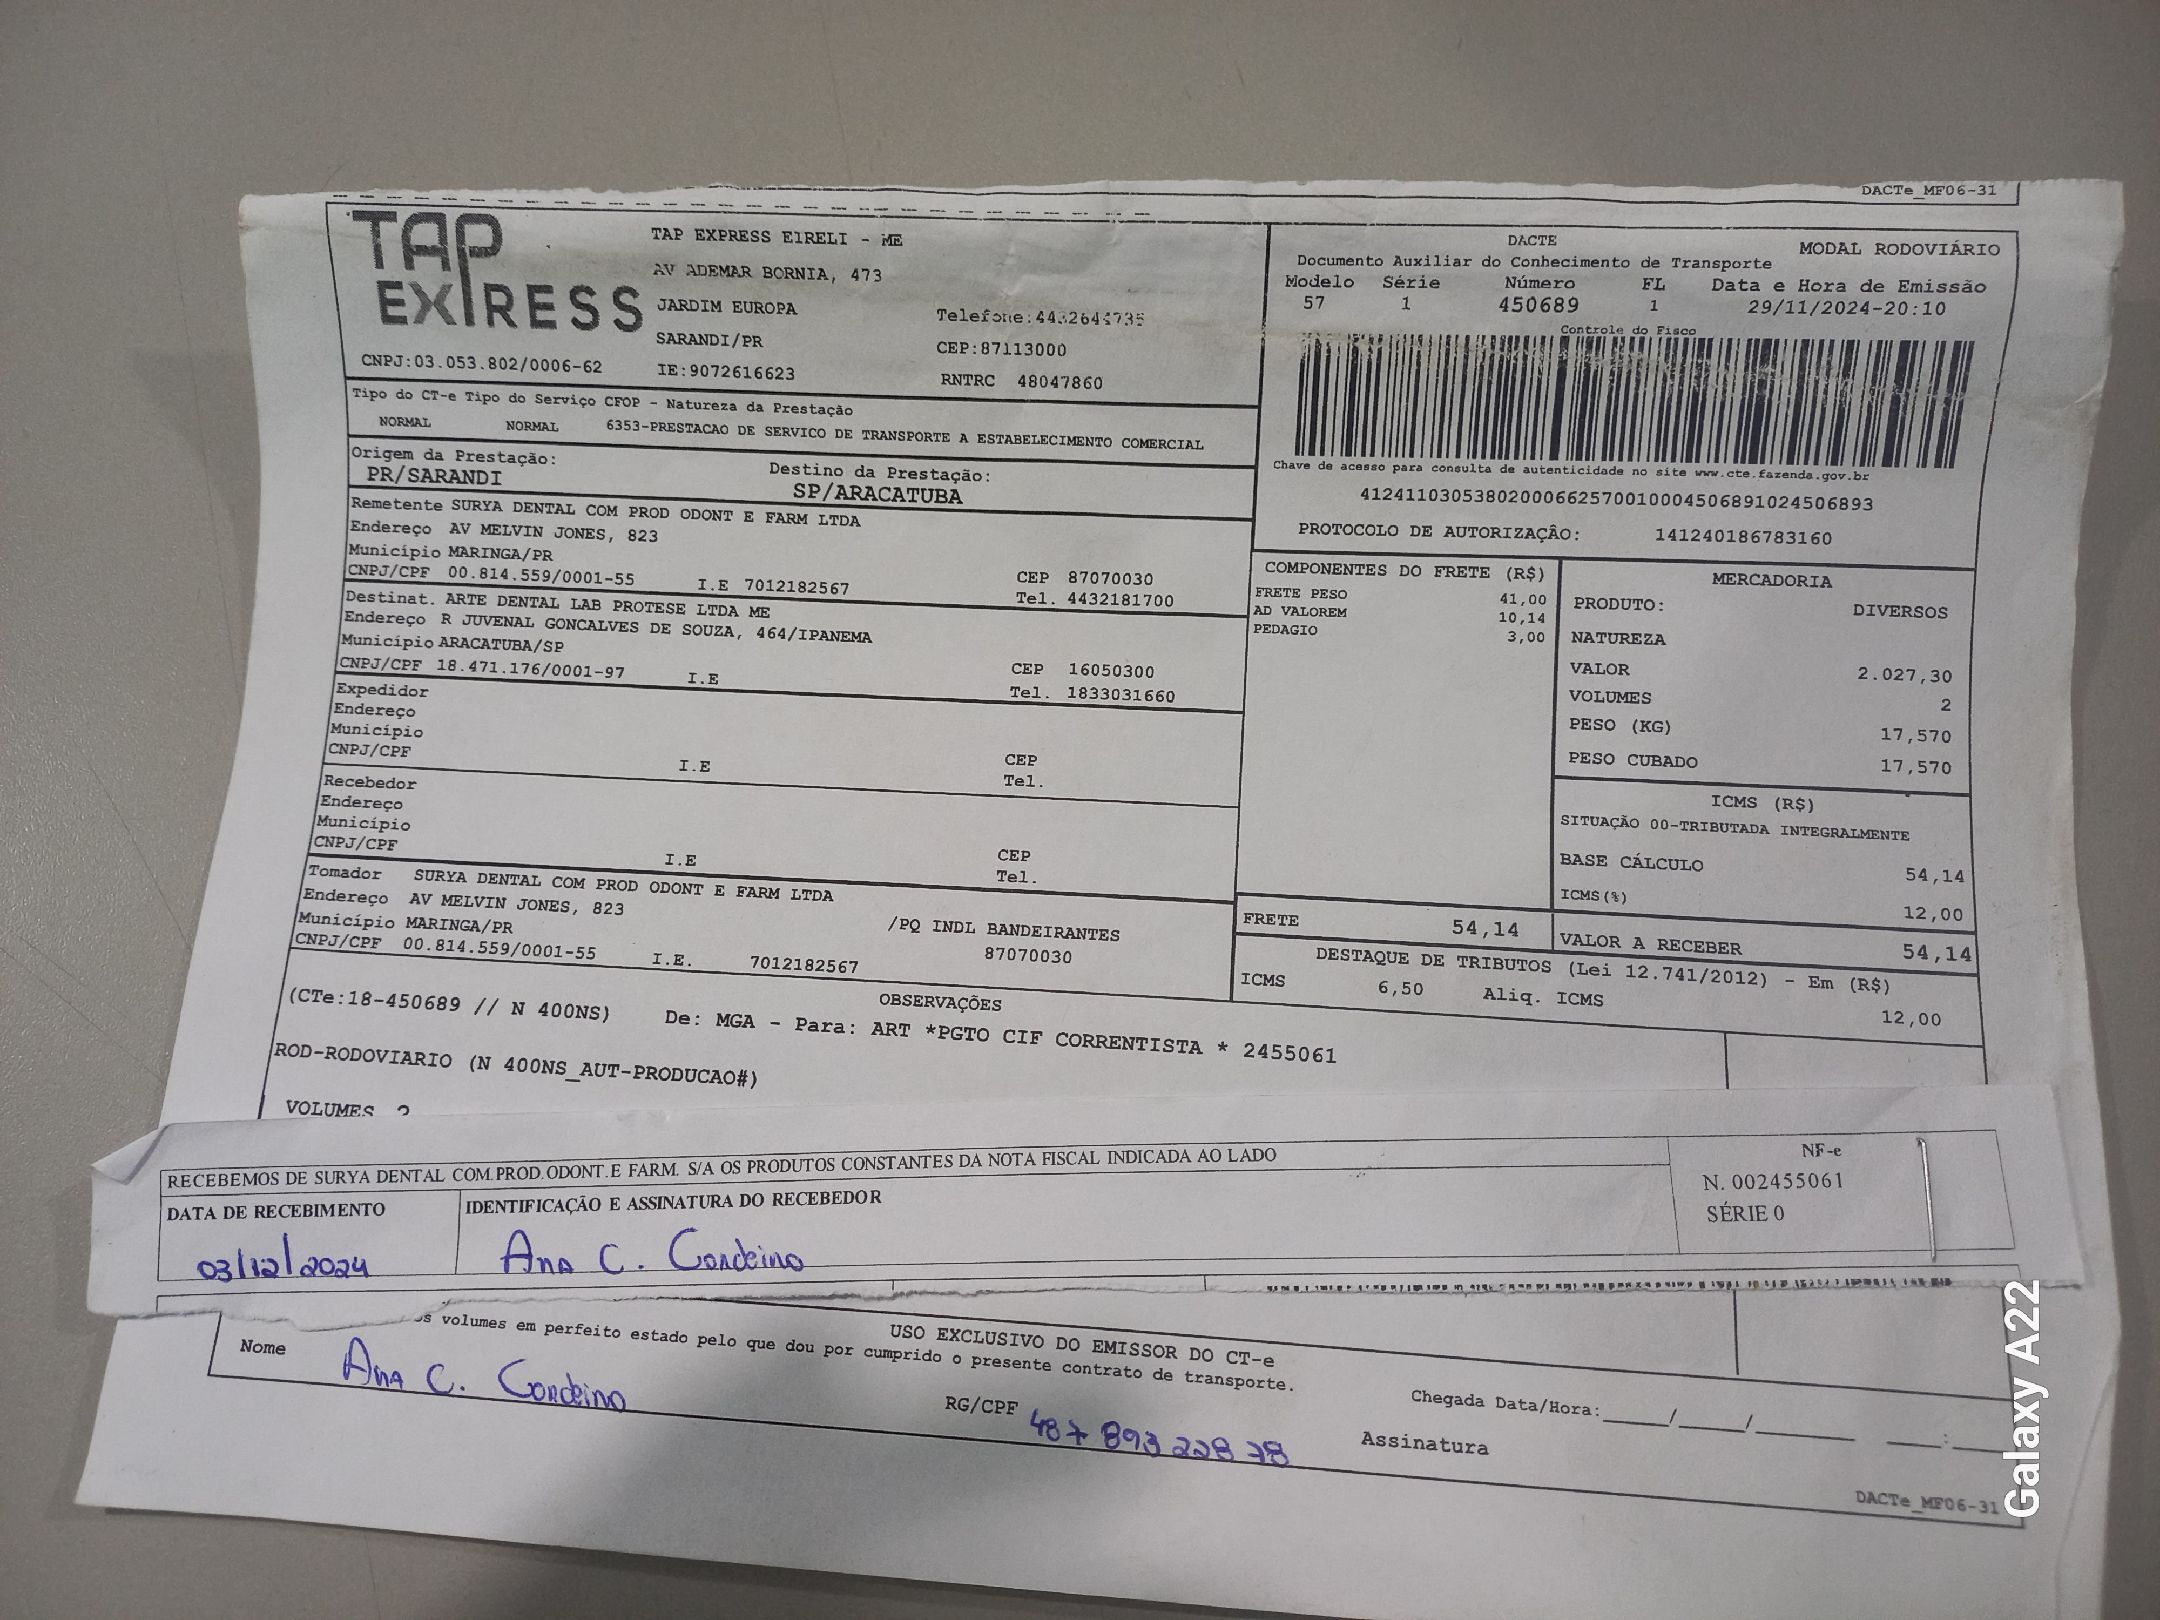 DACTe_MF06-31
TAP EXPRESS
TAP EXPRESS EIRELI - ME
AV ADEMAR BORNIA, 473
JARDIM EUROPA
Telefone:4432644735
SARANDI/PR
CEP:87113000
CNPJ:03.053.802/0006-62
IE:9072616623
RNTRC 48047860
DACTE
MODAL RODOVIÁRIO
Documento Auxiliar do Conhecimento de Transporte
Modelo Série Número FL Data e Hora de Emissão
57 1 450689 1 29/11/2024-20:10
Controle do Fisco
Chave de acesso para consulta de autenticidade no site www.cte.fazenda.gov.br
41241103053802000662570010004506891024506893
PROTOCOLO DE AUTORIZAÇÃO: 141240186783160
Tipo do CT-e Tipo do Serviço CFOP - Natureza da Prestação
NORMAL NORMAL 6353-PRESTACAO DE SERVICO DE TRANSPORTE A ESTABELECIMENTO COMERCIAL
Origem da Prestação: Destino da Prestação:
PR/SARANDI SP/ARACATUBA
Remetente SURYA DENTAL COM PROD ODONT E FARM LTDA
Endereço AV MELVIN JONES, 823
Município MARINGA/PR CEP 87070030
CNPJ/CPF 00.814.559/0001-55 I.E 7012182567 Tel. 4432181700
Destinat. ARTE DENTAL LAB PROTESE LTDA ME
Endereço R JUVENAL GONCALVES DE SOUZA, 464/IPANEMA
Município ARACATUBA/SP CEP 16050300
CNPJ/CPF 18.471.176/0001-97 I.E Tel. 1833031660
Expedidor
Endereço
Município CEP
CNPJ/CPF I.E Tel.
Recebedor
Endereço
Município CEP
CNPJ/CPF I.E Tel.
Tomador SURYA DENTAL COM PROD ODONT E FARM LTDA
Endereço AV MELVIN JONES, 823 /PQ INDL BANDEIRANTES
Município MARINGA/PR 87070030
CNPJ/CPF 00.814.559/0001-55 I.E. 7012182567
COMPONENTES DO FRETE (R$)
FRETE PESO 41,00
AD VALOREM 10,14
PEDAGIO 3,00
MERCADORIA
PRODUTO: DIVERSOS
NATUREZA
VALOR 2.027,30
VOLUMES 2
PESO (KG) 17,570
PESO CUBADO 17,570
ICMS (R$)
SITUAÇÃO 00-TRIBUTADA INTEGRALMENTE
BASE CÁLCULO 54,14
ICMS(%) 12,00
FRETE 54,14 VALOR A RECEBER 54,14
DESTAQUE DE TRIBUTOS (Lei 12.741/2012) - Em (R$)
ICMS 6,50 Aliq. ICMS 12,00
OBSERVAÇÕES
(CTe:18-450689 // N 400NS) De: MGA - Para: ART *PGTO CIF CORRENTISTA * 2455061
ROD-RODOVIARIO (N 400NS_AUT-PRODUCAO#)
VOLUMES 2
RECEBEMOS DE SURYA DENTAL COM.PROD.ODONT.E FARM. S/A OS PRODUTOS CONSTANTES DA NOTA FISCAL INDICADA AO LADO
NF-e
N. 002455061
SÉRIE 0
DATA DE RECEBIMENTO IDENTIFICAÇÃO E ASSINATURA DO RECEBEDOR
03/12/2024 Ana C. Cordeiro
USO EXCLUSIVO DO EMISSOR DO CT-e
os volumes em perfeito estado pelo que dou por cumprido o presente contrato de transporte.
Nome Ana C. Cordeiro
RG/CPF 487 893 228 78
Chegada Data/Hora:_____/_____/________ ____:____
Assinatura
DACTe_MF06-31
Galaxy A22